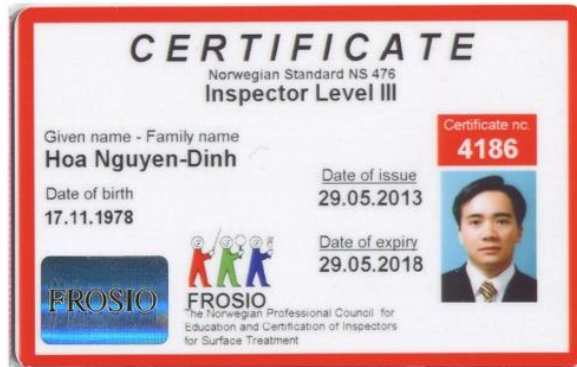 CERTIFICATE
Norwegian Standard NS 476
Inspector Level III
Given name - Family name
Hoa Nguyen-Dinh
Date of birth
17.11.1978
Date of issue
29.05.2013
Date of expiry
29.05.2018
Certificate nc.
4186
FROSIO
FROSIO
The Norwegian Professional Council for
Education and Certification of Inspectors
for Surface Treatment